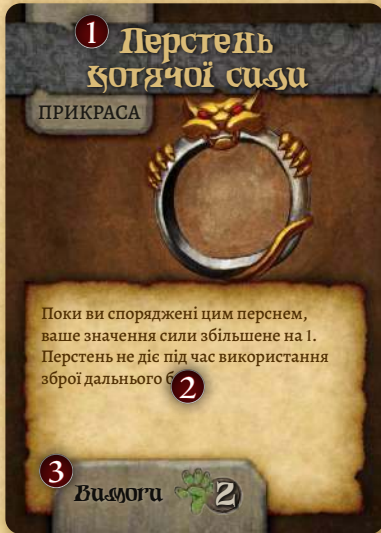 1
Перстень
котячої сили
ПРИКРАСА
Поки ви споряджені цим перснем,
ваше значення сили збільшене на 1.
Перстень не діє під час використання
зброї дальнього
2
3
Вимоги 2